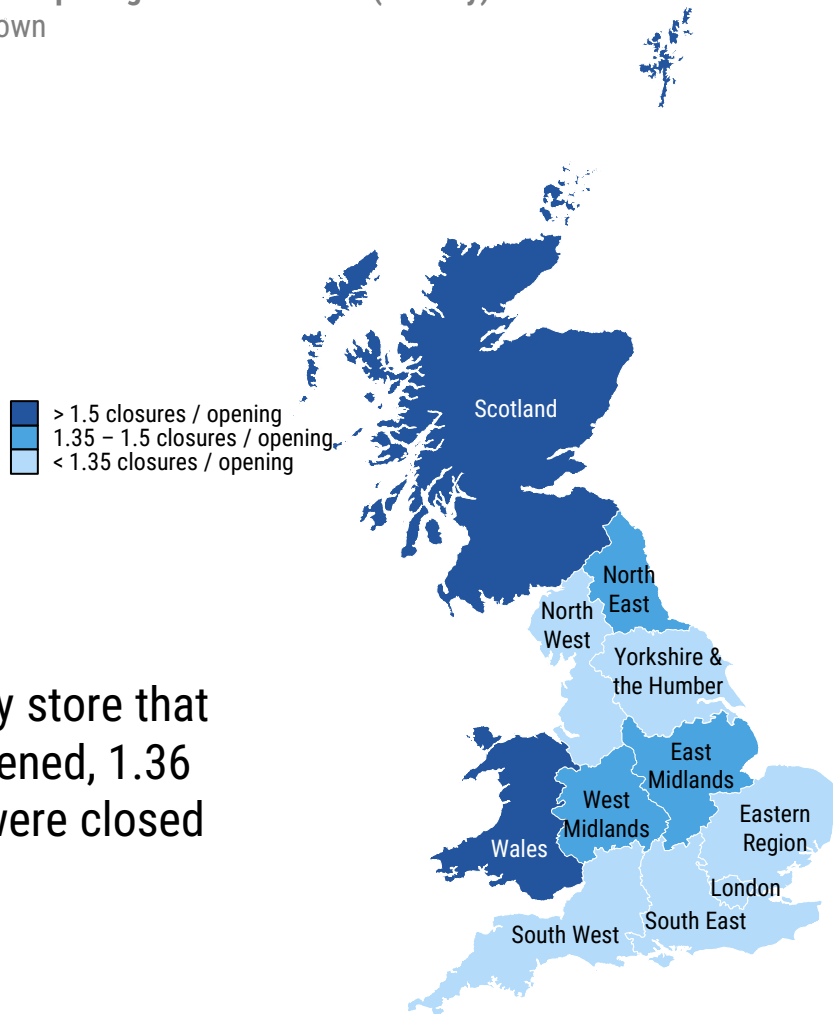 own
> 1.5 closures / opening
1.35 – 1.5 closures / opening
< 1.35 closures / opening
Scotland
North
East
North
West
Yorkshire &
the Humber
y store that
ened, 1.36
were closed
East
Midlands
West
Midlands
Eastern
Region
Wales
London
South East
South West